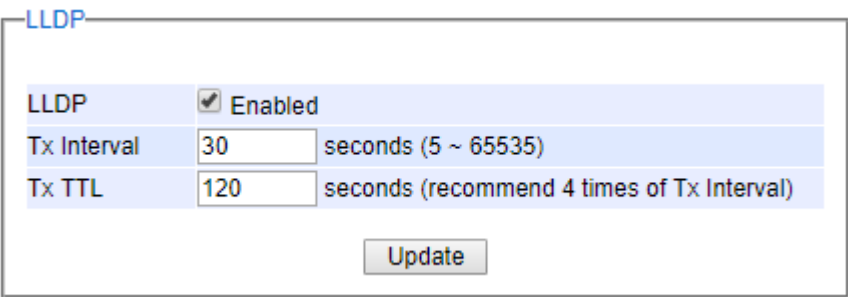 LLDP
LLDP Enabled
Tx Interval 30 seconds (5 ~ 65535)
Tx TTL 120 seconds (recommend 4 times of Tx Interval)
Update